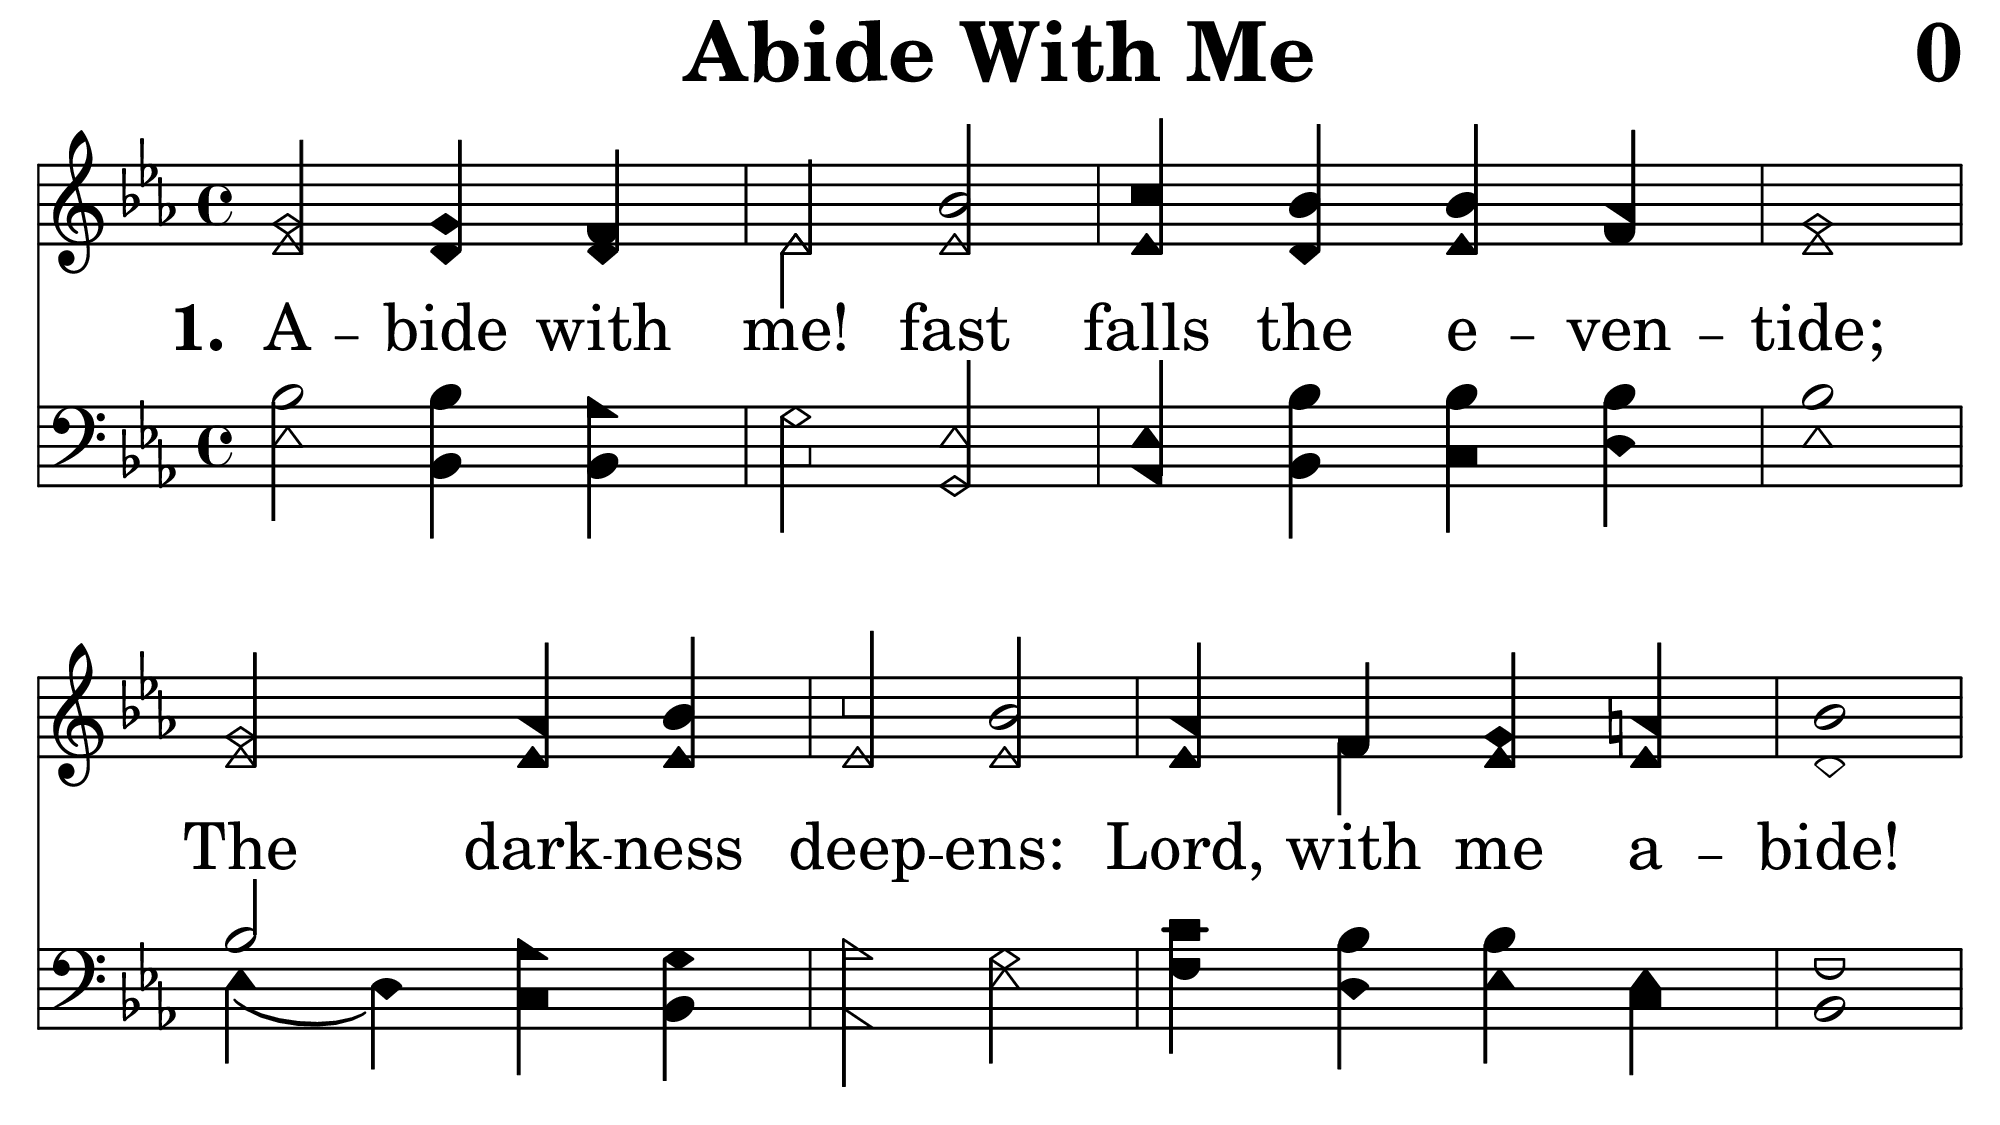 Abide With Me 0
1. A – bide with me! fast falls the e – ven – tide;
The dark-ness deep-ens: Lord, with me a – bide!